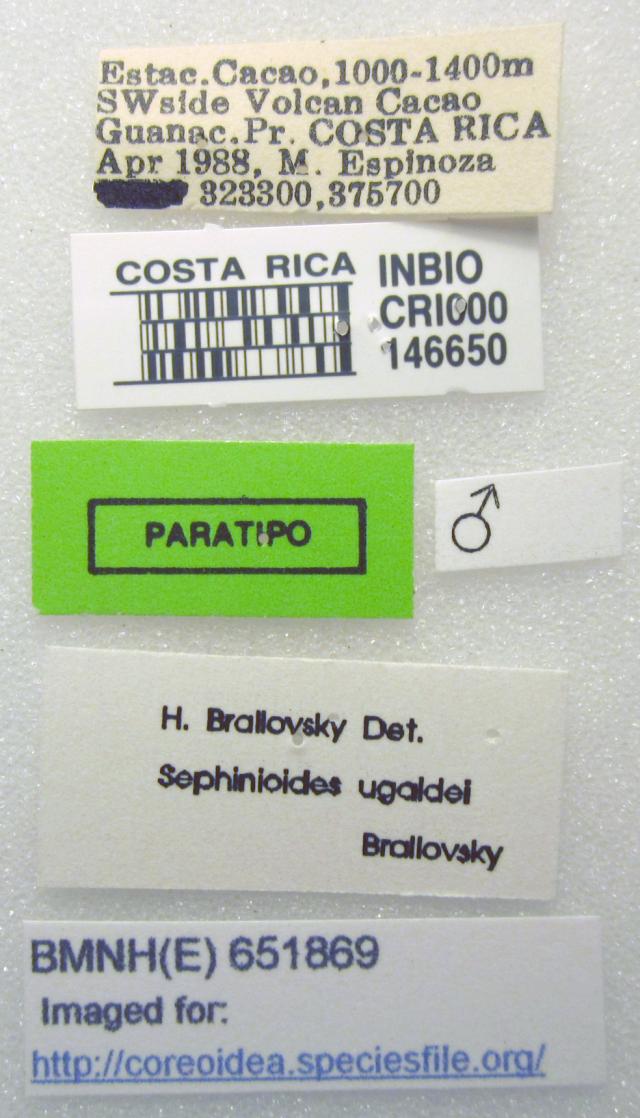 Estac.Cacao,1000-1400m
SWside Volcan Cacao
Guanac.Pr. COSTA RICA
Apr 1988, M. Espinoza
323300,375700
COSTA RICA
INBIO
CRI000
146650
PARATIPO
♂
H. Brailovsky Det.
Sephinioides ugaldei
Brailovsky
BMNH(E) 651869
Imaged for:
http://coreoidea.speciesfile.org/